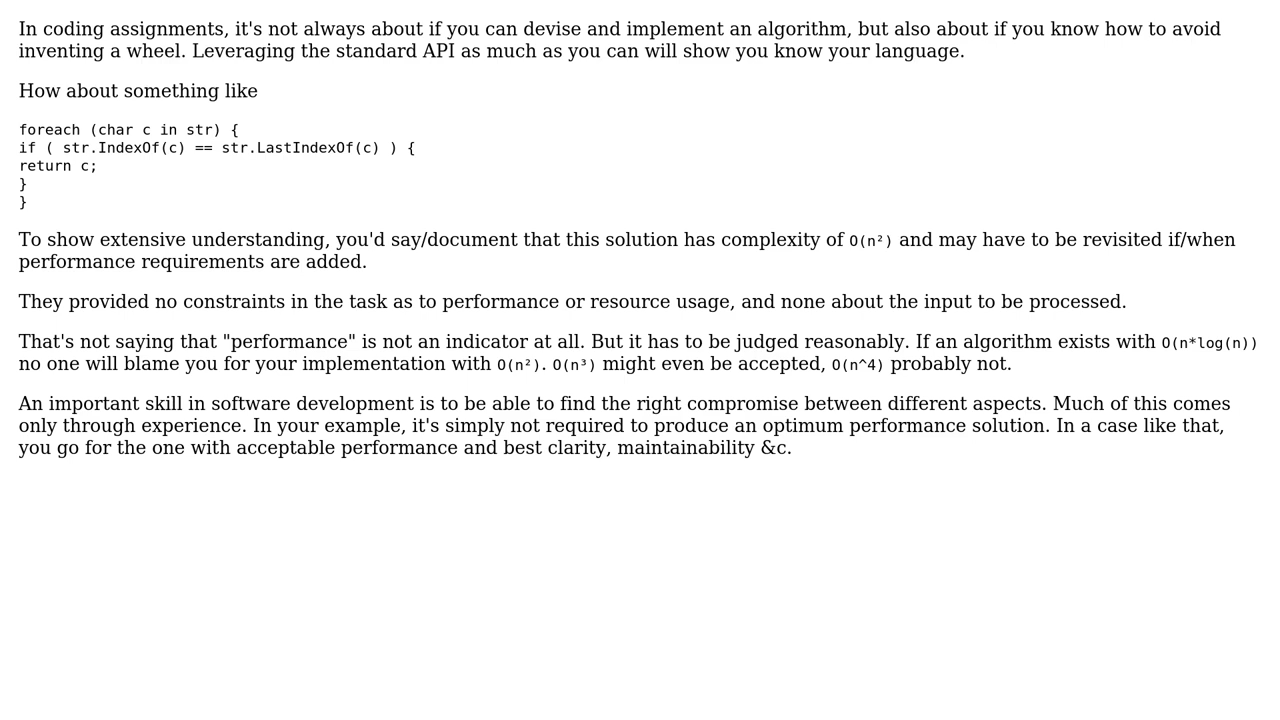 In coding assignments, it's not always about if you can devise and implement an algorithm, but also about if you know how to avoid
inventing a wheel. Leveraging the standard API as much as you can will show you know your language.
How about something like
foreach (char c in str) {
if ( str.IndexOf(c) == str.LastIndexOf(c) ) {
return c;
}
}
To show extensive understanding, you'd say/document that this solution has complexity of O(n²) and may have to be revisited if/when
performance requirements are added.
They provided no constraints in the task as to performance or resource usage, and none about the input to be processed.
That's not saying that "performance" is not an indicator at all. But it has to be judged reasonably. If an algorithm exists with O(n*log(n))
no one will blame you for your implementation with O(n²). O(n³) might even be accepted, O(n^4) probably not.
An important skill in software development is to be able to find the right compromise between different aspects. Much of this comes
only through experience. In your example, it's simply not required to produce an optimum performance solution. In a case like that,
you go for the one with acceptable performance and best clarity, maintainability &c.